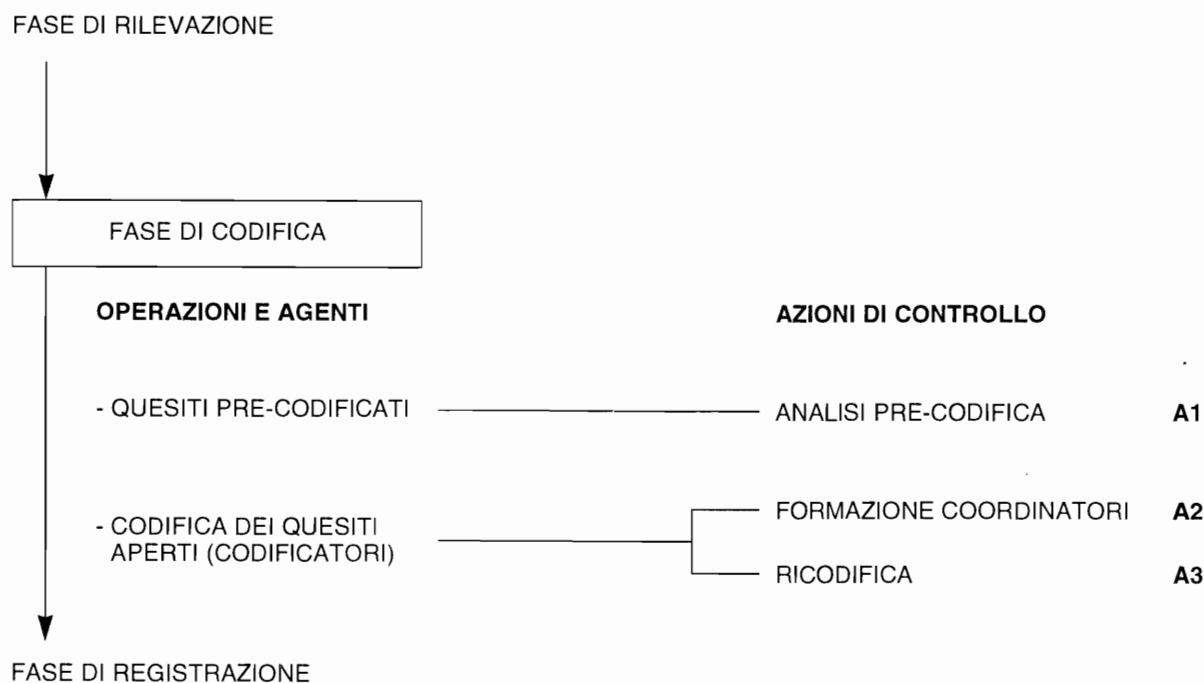 FASE DI RILEVAZIONE
FASE DI CODIFICA
OPERAZIONI E AGENTI
AZIONI DI CONTROLLO
- QUESITI PRE-CODIFICATI
ANALISI PRE-CODIFICA
A1
- CODIFICA DEI QUESITI
APERTI (CODIFICATORI)
FORMAZIONE COORDINATORI
A2
RICODIFICA
A3
FASE DI REGISTRAZIONE